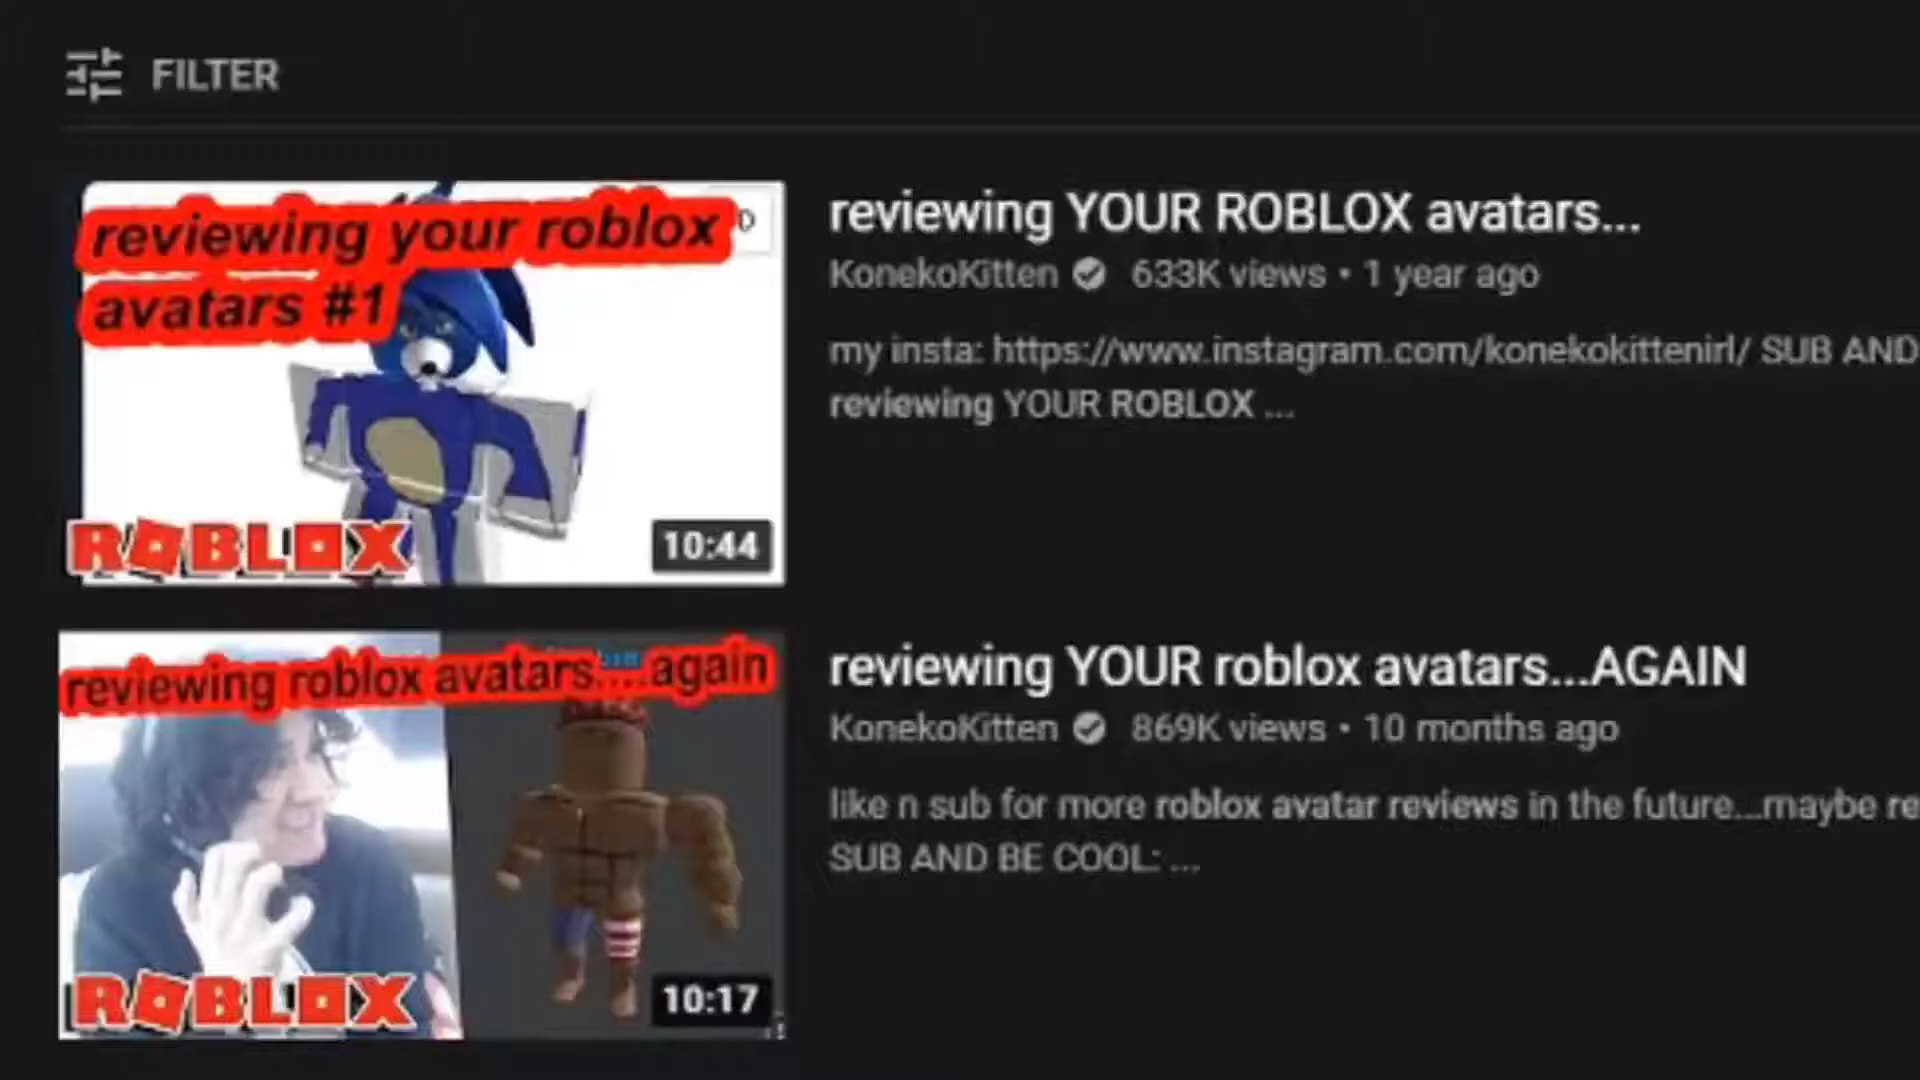 FILTER
reviewing your roblox
avatars #1
ROBLOX
10:44
reviewing YOUR ROBLOX avatars...
KonekoKitten 633K views • 1 year ago
my insta: https://www.instagram.com/konekokittenirl/ SUB AND
reviewing YOUR ROBLOX ...
reviewing roblox avatars....again
ROBLOX
10:17
reviewing YOUR roblox avatars...AGAIN
KonekoKitten 869K views • 10 months ago
like n sub for more roblox avatar reviews in the future...maybe re
SUB AND BE COOL: ...